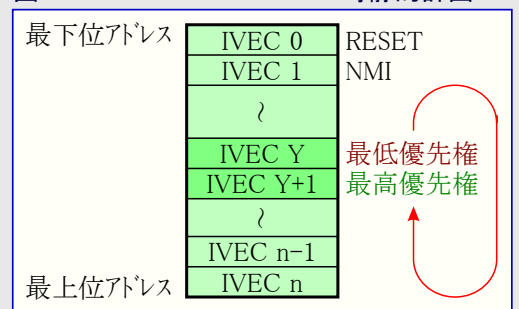 最下位アドレス IVEC 0 RESET
IVEC 1 NMI
~
IVEC Y 最低優先権
IVEC Y+1 最高優先権
~
IVEC n-1
最上位アドレス IVEC n